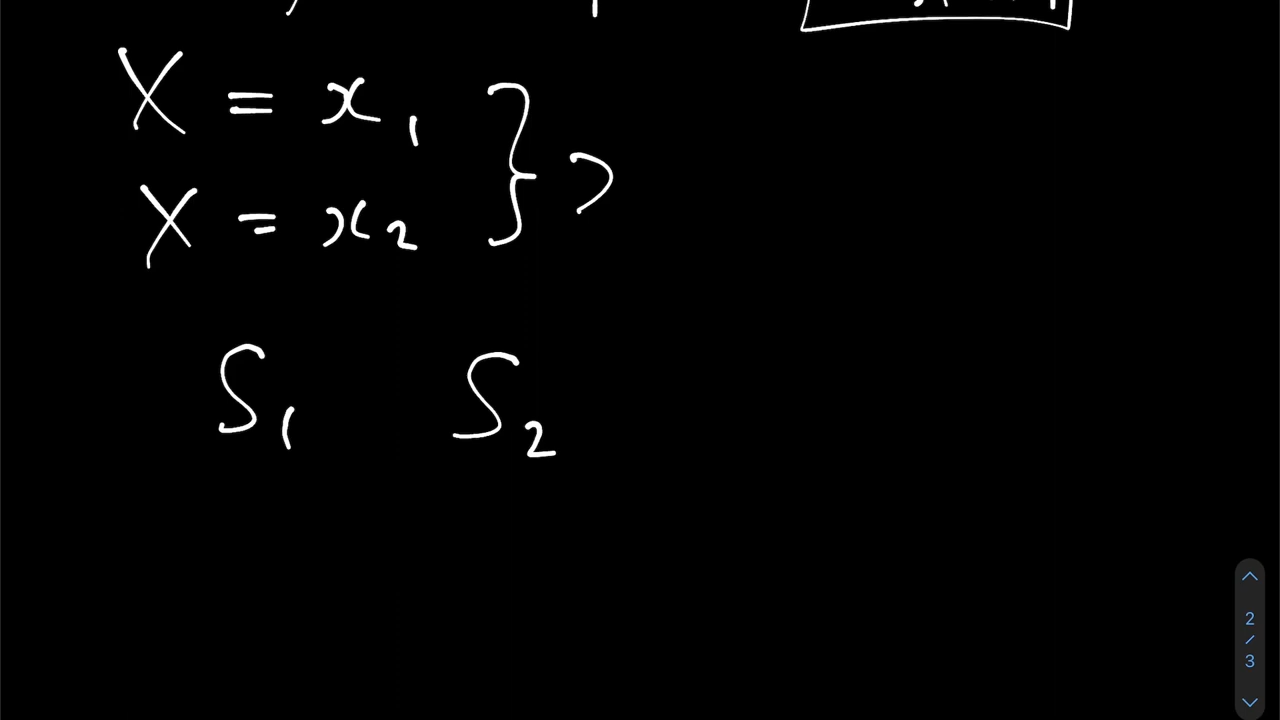 X = x₁
X = x₂ }
S₁ S₂
2
/
3